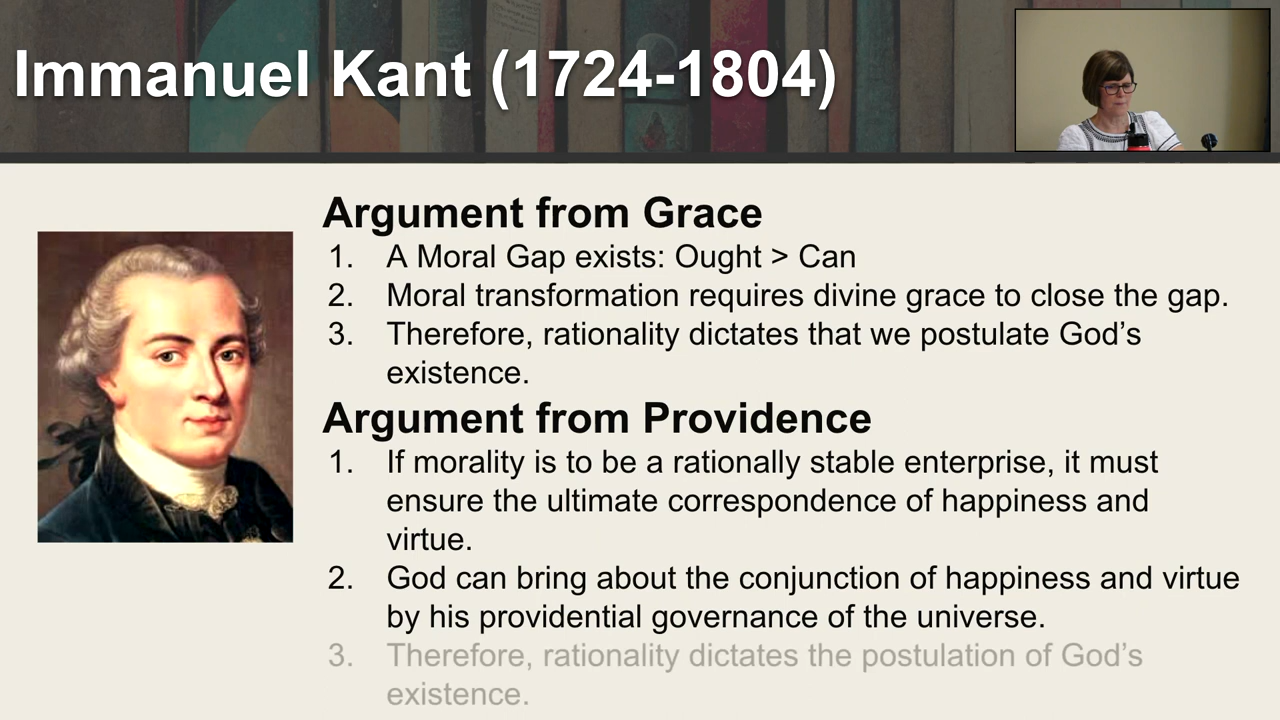 Immanuel Kant (1724-1804)
Argument from Grace
1. A Moral Gap exists: Ought > Can
2. Moral transformation requires divine grace to close the gap.
3. Therefore, rationality dictates that we postulate God’s
existence.
Argument from Providence
1. If morality is to be a rationally stable enterprise, it must
ensure the ultimate correspondence of happiness and
virtue.
2. God can bring about the conjunction of happiness and virtue
by his providential governance of the universe.
3. Therefore, rationality dictates the postulation of God’s
existence.